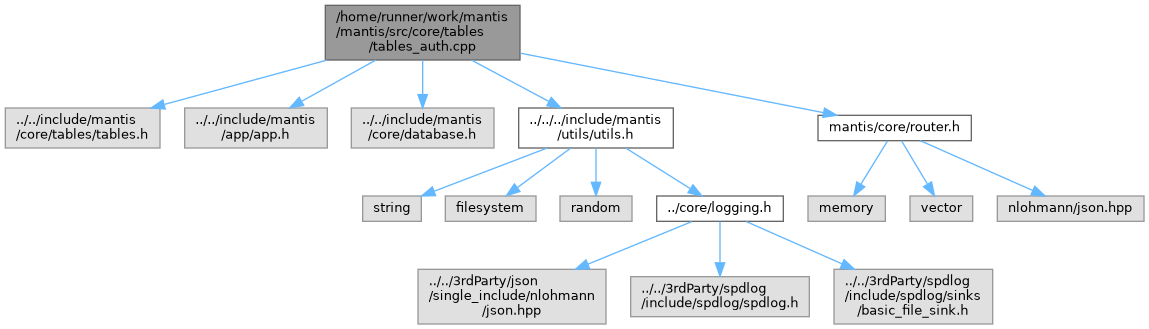 /home/runner/work/mantis
/mantis/src/core/tables
/tables_auth.cpp
../../include/mantis
/core/tables/tables.h
../../include/mantis
/app/app.h
../../include/mantis
/core/database.h
../../../include/mantis
/utils/utils.h
mantis/core/router.h
string
filesystem
random
../core/logging.h
memory
vector
nlohmann/json.hpp
../../3rdParty/json
/single_include/nlohmann
/json.hpp
../../3rdParty/spdlog
/include/spdlog/spdlog.h
../../3rdParty/spdlog
/include/spdlog/sinks
/basic_file_sink.h